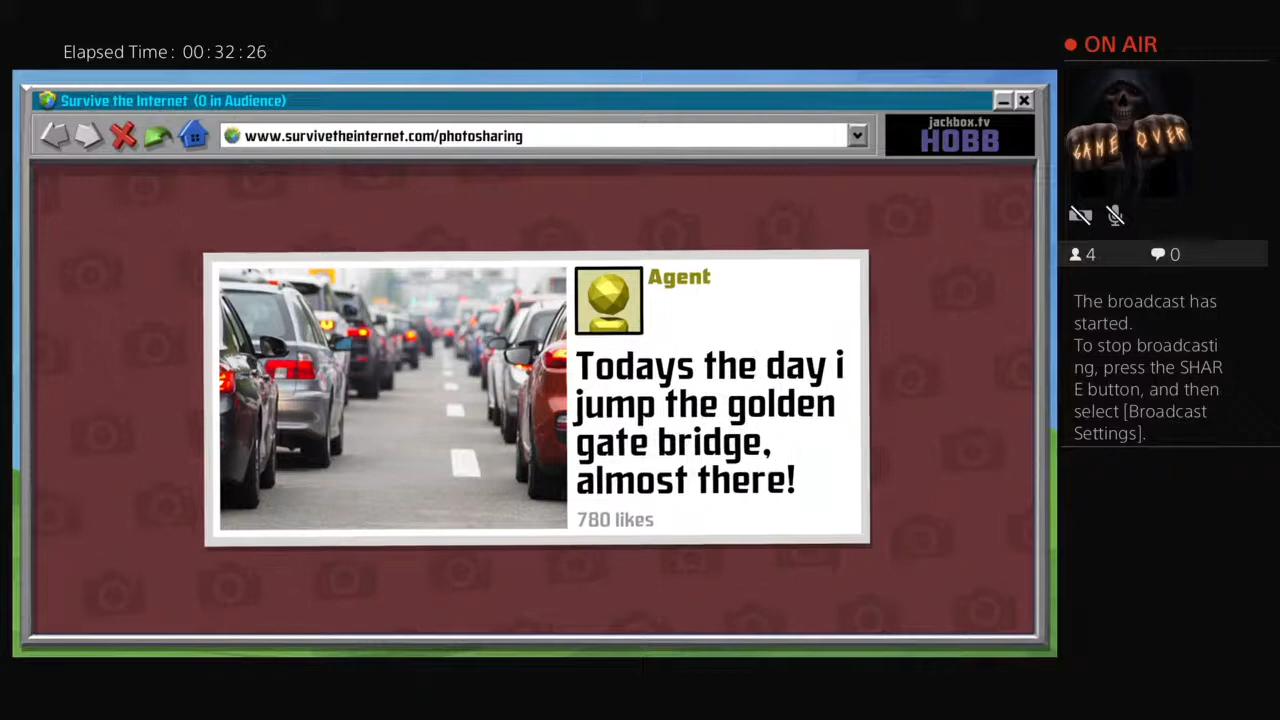 Elapsed Time: 00:32:26
ON AIR
Survive the Internet (0 in Audience)
www.survivetheinternet.com/photosharing
jackbox.tv
HOBB
GAME OVER
4
0
Agent
Todays the day i
jump the golden
gate bridge,
almost there!
780 likes
The broadcast has
started.
To stop broadcasti
ng, press the SHAR
E button, and then
select [Broadcast
Settings].